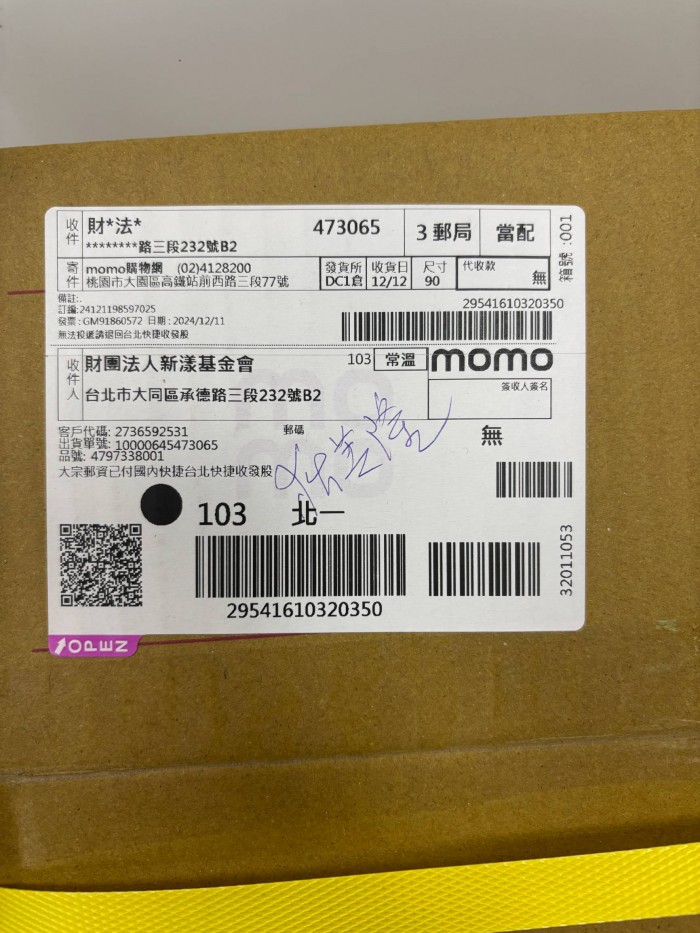 收件 財*法* 473065 3 郵局 當配
********路三段232號B2
寄件 momo購物網 (02)4128200 發貨所 DC1倉 收貨日 12/12 尺寸 90 代收款 無 箱號:001
桃園市大園區高鐵站前西路三段77號
備註:.
訂編:24121198597025 29541610320350
發票:GM91860572 日期:2024/12/11
無法投遞請退回台北快捷收發股
收件人 財團法人新漾基金會 103 常溫 momo
台北市大同區承德路三段232號B2 簽收人簽名
客戶代碼: 2736592531 郵碼 無
出貨單號: 10000645473065
品號: 4797338001
大宗郵資已付國內快捷台北快捷收發股
103 北一
29541610320350
32011053
OPEN